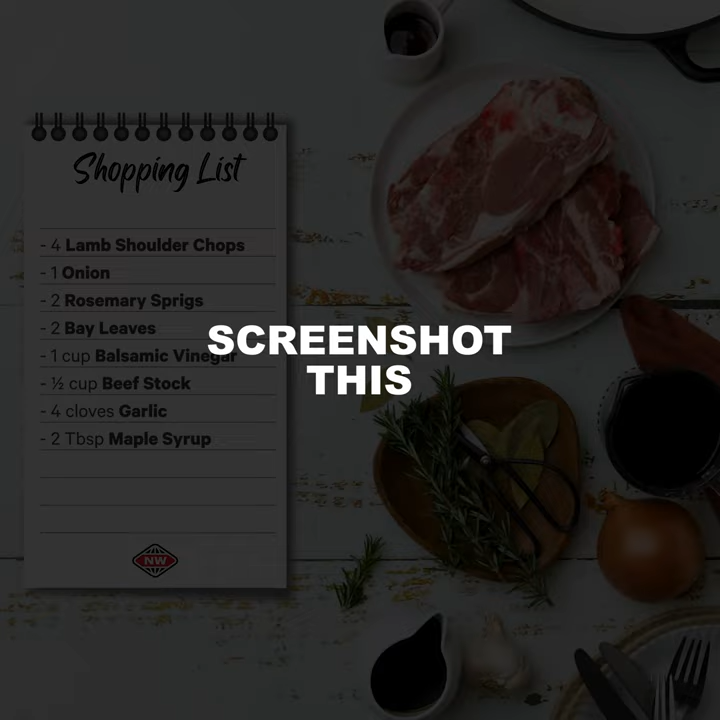 Shopping List
- 4 Lamb Shoulder Chops
- 1 Onion
- 2 Rosemary Sprigs
- 2 Bay Leaves
- 1 cup Balsamic Vinegar
- ½ cup Beef Stock
- 4 cloves Garlic
- 2 Tbsp Maple Syrup
NW
SCREENSHOT
THIS